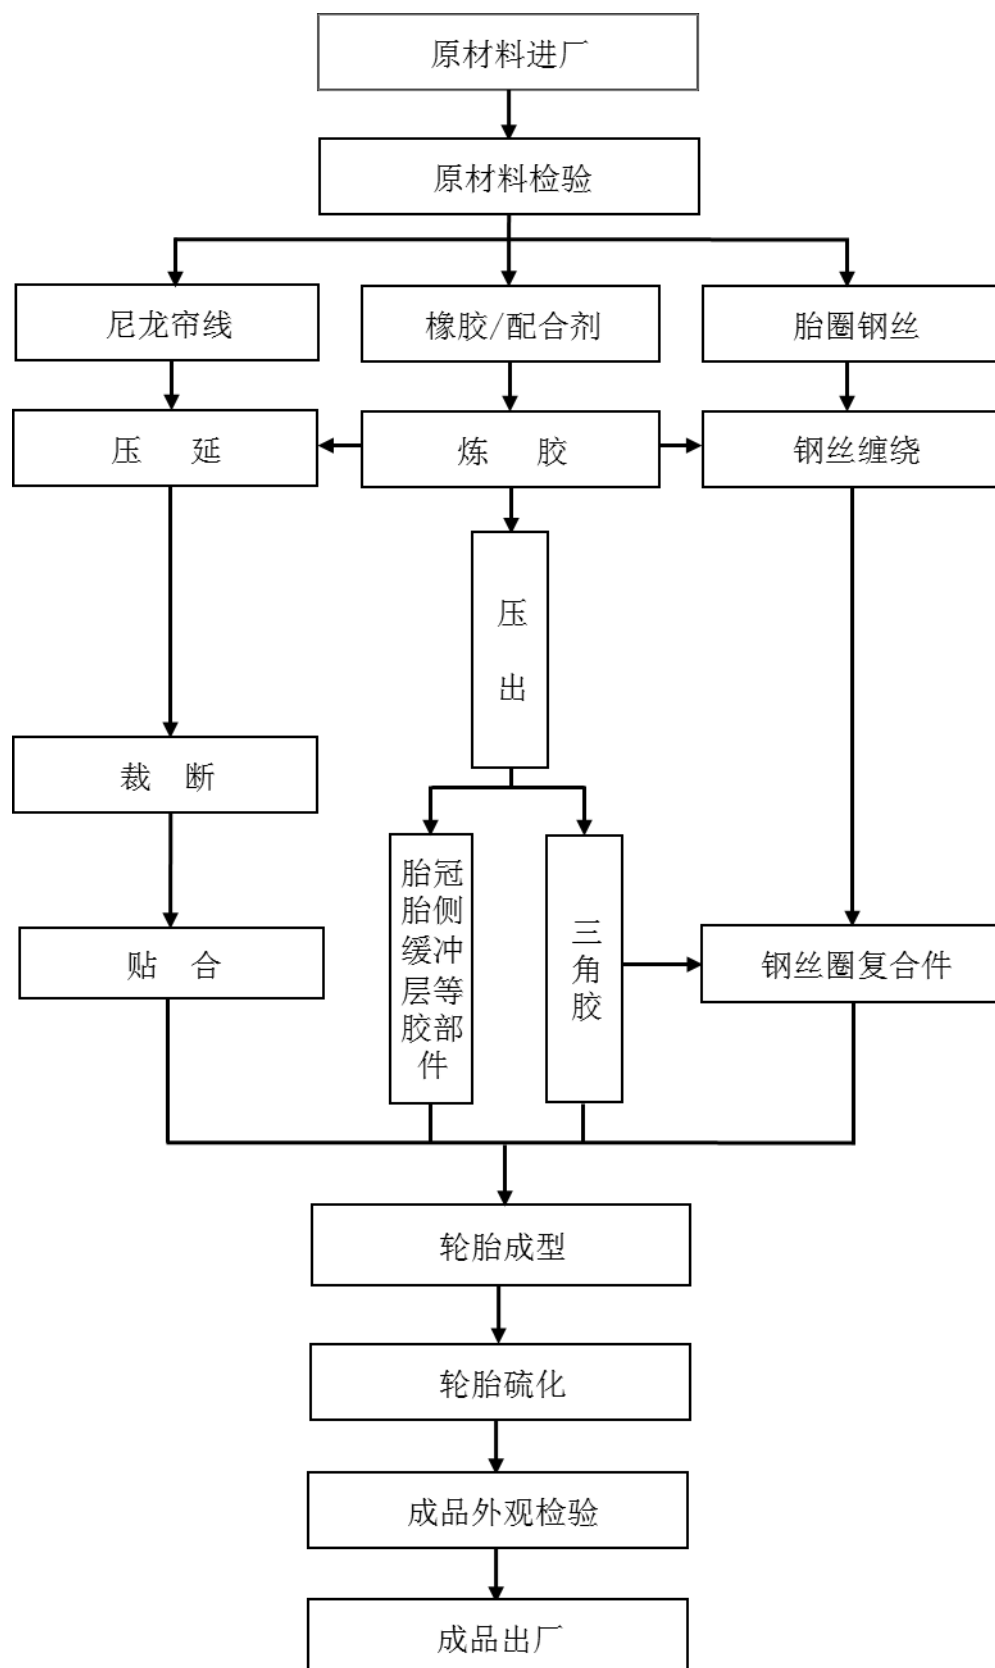 原材料进厂
原材料检验
尼龙帘线
橡胶/配合剂
胎圈钢丝
压 延
炼 胶
钢丝缠绕
压
出
裁 断
胎冠
胎侧
缓冲
层等
胶部
件
三
角
胶
贴 合
钢丝圈复合件
轮胎成型
轮胎硫化
成品外观检验
成品出厂